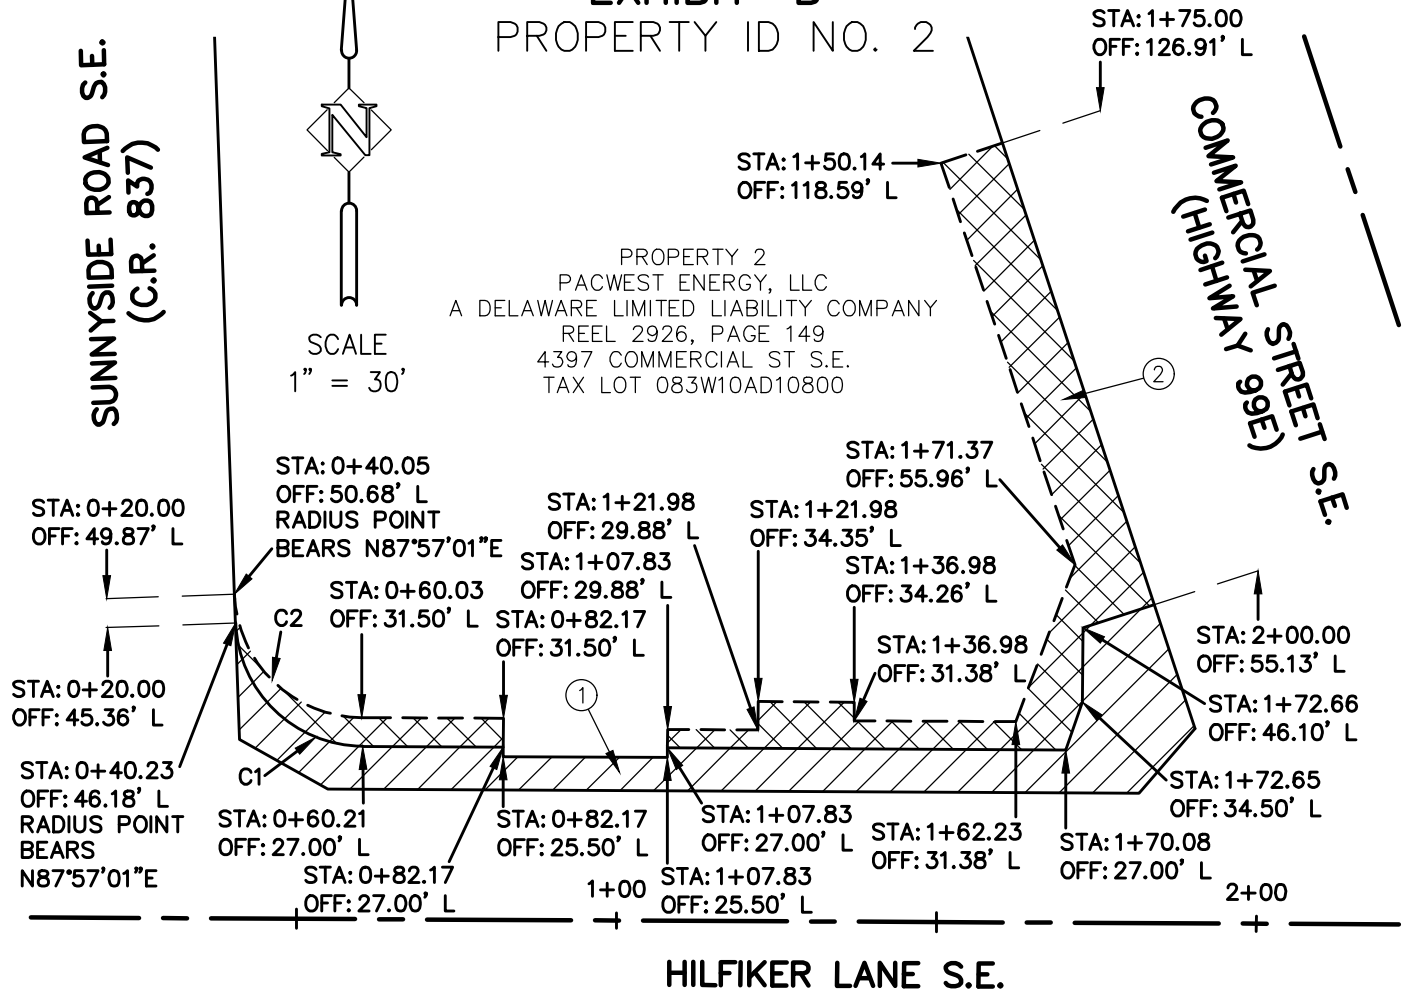 PROPERTY ID NO. 2
STA: 1+75.00
OFF: 126.91' L
SUNNYSIDE ROAD S.E.
(C.R. 837)
N
STA: 1+50.14
OFF: 118.59' L
COMMERCIAL STREET S.E.
(HIGHWAY 99E)
PROPERTY 2
PACWEST ENERGY, LLC
A DELAWARE LIMITED LIABILITY COMPANY
REEL 2926, PAGE 149
4397 COMMERCIAL ST S.E.
TAX LOT 083W10AD10800
SCALE
1" = 30'
2
STA: 0+40.05
OFF: 50.68' L
RADIUS POINT
BEARS N87°57'01"E
STA: 0+20.00
OFF: 49.87' L
STA: 1+21.98
OFF: 29.88' L
STA: 1+21.98
OFF: 34.35' L
STA: 1+71.37
OFF: 55.96' L
STA: 1+07.83
OFF: 29.88' L
STA: 1+36.98
OFF: 34.26' L
STA: 0+60.03
OFF: 31.50' L
C2
STA: 0+82.17
OFF: 31.50' L
STA: 1+36.98
OFF: 31.38' L
STA: 2+00.00
OFF: 55.13' L
STA: 0+20.00
OFF: 45.36' L
1
STA: 1+72.66
OFF: 46.10' L
STA: 0+40.23
OFF: 46.18' L
RADIUS POINT
BEARS
N87°57'01"E
C1
STA: 1+72.65
OFF: 34.50' L
STA: 0+60.21
OFF: 27.00' L
STA: 0+82.17
OFF: 25.50' L
STA: 1+07.83
OFF: 27.00' L
STA: 1+62.23
OFF: 31.38' L
STA: 1+70.08
OFF: 27.00' L
STA: 0+82.17
OFF: 27.00' L
1+00
STA: 1+07.83
OFF: 25.50' L
2+00
HILFIKER LANE S.E.